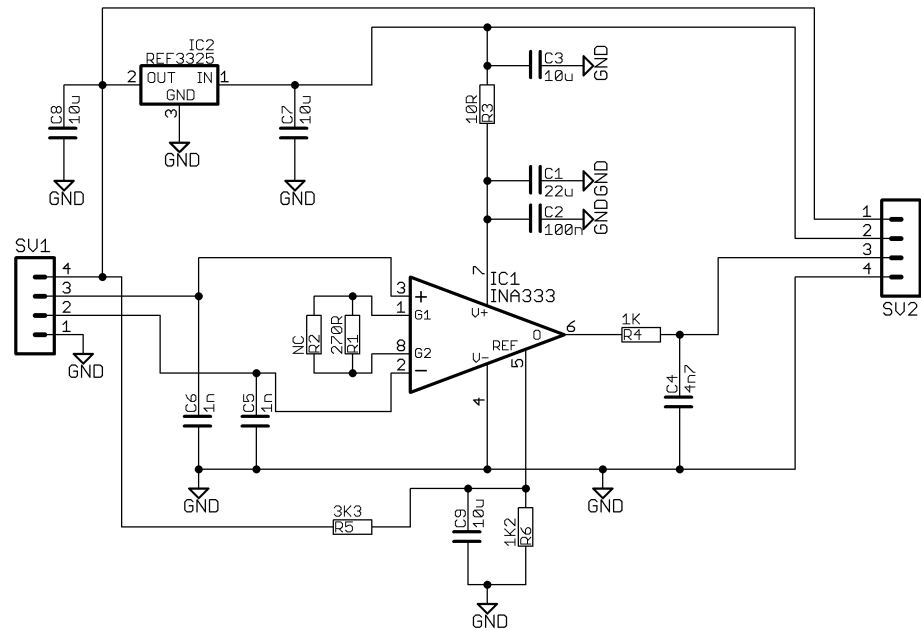 IC2
REF3325
2 OUT IN 1
GND
3
GND
C8
10u
GND
C7
10u
GND
C3
10u
GND
10R
R3
C1
22u
GND
C2
100n
GND
SV1
4
3
2
1
GND
NC
R2
270R
R1
7
IC1
INA333
3 +
1 G1
8 G2
2 −
V+
V-
REF
O
6
5
4
1K
R4
C4
4n7
1
2
3
4
SV2
C6
1n
C5
1n
GND
GND
3K3
R5
C9
10u
1K2
R6
GND